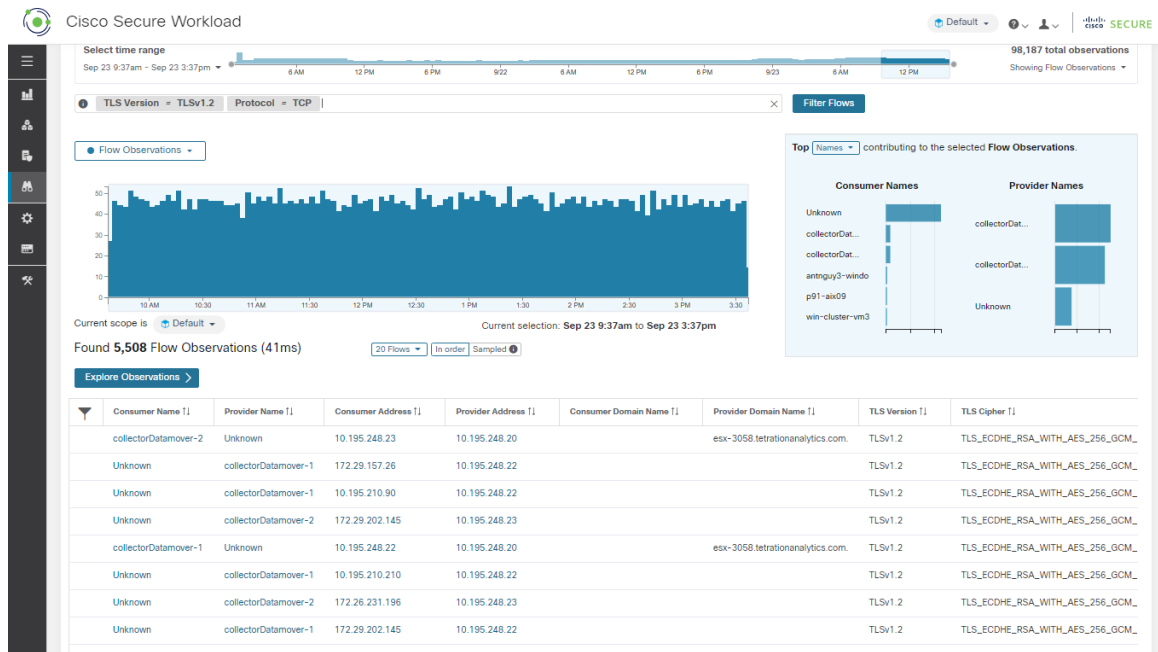 Cisco Secure Workload
Default
CISCO SECURE
Select time range
Sep 23 9:37am - Sep 23 3:37pm
6 AM 12 PM 6 PM 9/22 6 AM 12 PM 6 PM 9/23 6 AM 12 PM
98,187 total observations
Showing Flow Observations
TLS Version = TLSv1.2 Protocol = TCP
Filter Flows
Flow Observations
50
40
30
20
10
0
10 AM 10:30 11 AM 11:30 12 PM 12:30 1 PM 1:30 2 PM 2:30 3 PM 3:30
Top Names contributing to the selected Flow Observations.
Consumer Names
Unknown
collectorDat...
collectorDat...
antnguy3-windo
p91-aix09
win-cluster-vm3
Provider Names
collectorDat...
collectorDat...
Unknown
Current scope is Default
Current selection: Sep 23 9:37am to Sep 23 3:37pm
Found 5,508 Flow Observations (41ms)
20 Flows In order Sampled
Explore Observations
Consumer Name Provider Name Consumer Address Provider Address Consumer Domain Name Provider Domain Name TLS Version TLS Cipher
collectorDatamover-2 Unknown 10.195.248.23 10.195.248.20 esx-3058.tetrationanalytics.com. TLSv1.2 TLS_ECDHE_RSA_WITH_AES_256_GCM_
Unknown collectorDatamover-1 172.29.157.26 10.195.248.22 TLSv1.2 TLS_ECDHE_RSA_WITH_AES_256_GCM_
Unknown collectorDatamover-1 10.195.210.90 10.195.248.22 TLSv1.2 TLS_ECDHE_RSA_WITH_AES_256_GCM_
Unknown collectorDatamover-2 172.29.202.145 10.195.248.23 TLSv1.2 TLS_ECDHE_RSA_WITH_AES_256_GCM_
collectorDatamover-1 Unknown 10.195.248.22 10.195.248.20 esx-3058.tetrationanalytics.com. TLSv1.2 TLS_ECDHE_RSA_WITH_AES_256_GCM_
Unknown collectorDatamover-1 10.195.210.210 10.195.248.22 TLSv1.2 TLS_ECDHE_RSA_WITH_AES_256_GCM_
Unknown collectorDatamover-2 172.26.231.196 10.195.248.23 TLSv1.2 TLS_ECDHE_RSA_WITH_AES_256_GCM_
Unknown collectorDatamover-1 172.29.202.145 10.195.248.22 TLSv1.2 TLS_ECDHE_RSA_WITH_AES_256_GCM_